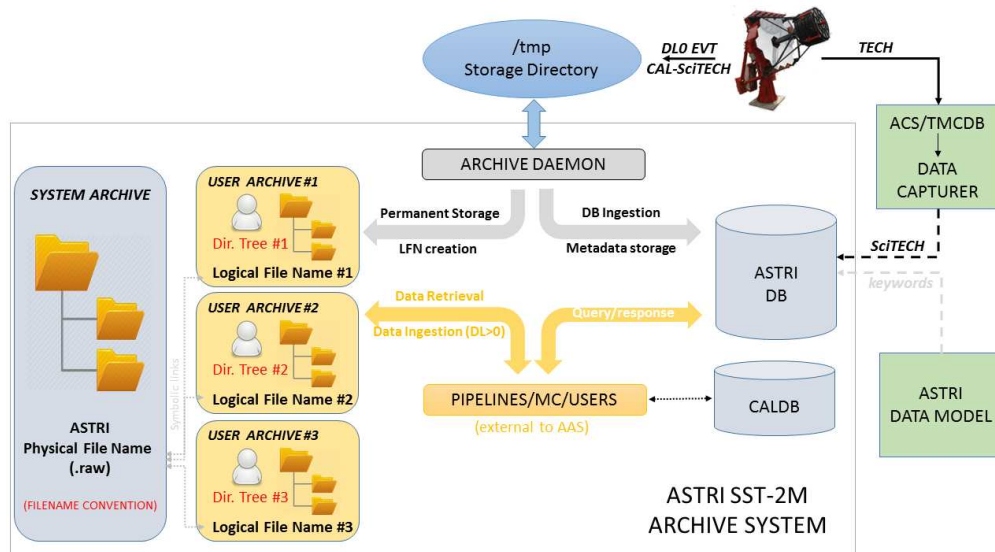 /tmp
Storage Directory
DL0 EVT
CAL-SciTECH
TECH
ACS/TMCDB
DATA
CAPTURER
ARCHIVE DAEMON
SYSTEM ARCHIVE
ASTRI
Physical File Name
(.raw)
(FILENAME CONVENTION)
Symbolic links
USER ARCHIVE#1
Dir. Tree #1
Logical File Name #1
USER ARCHIVE#2
Dir. Tree #2
Logical File Name #2
USER ARCHIVE#3
Dir. Tree #3
Logical File Name #3
Permanent Storage
LFN creation
DB Ingestion
Metadata storage
Data Retrieval
Data Ingestion (DL>0)
Query/response
PIPELINES/MC/USERS
(external to AAS)
ASTRI
DB
CALDB
SciTECH
keywords
ASTRI
DATA MODEL
ASTRI SST-2M
ARCHIVE SYSTEM